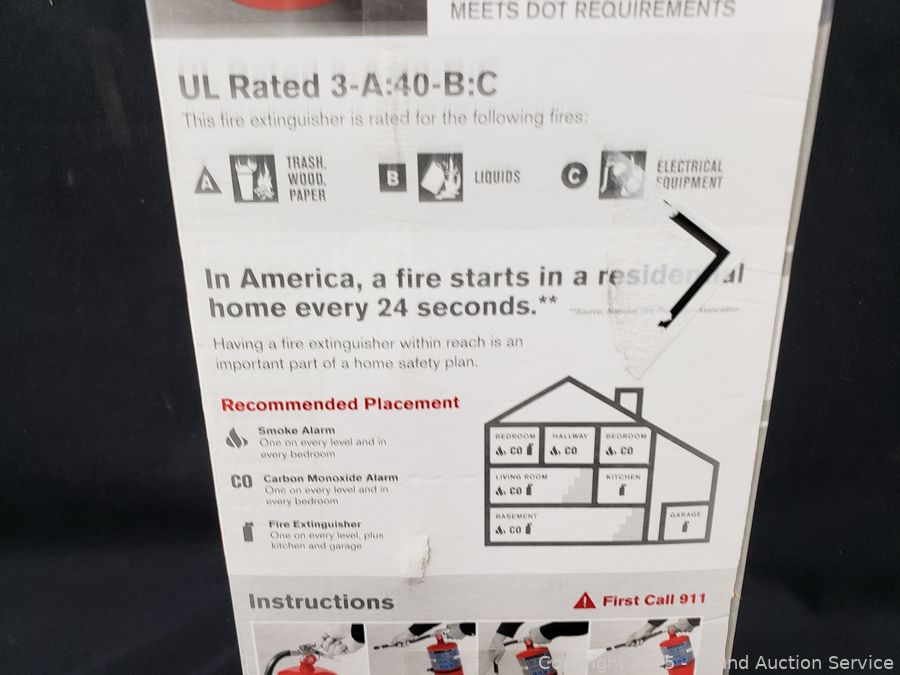 MEETS DOT REQUIREMENTS
UL Rated 3-A:40-B:C
This fire extinguisher is rated for the following fires:
A
TRASH,
WOOD,
PAPER
B
LIQUIDS
C
ELECTRICAL
EQUIPMENT
In America, a fire starts in a
home every 24 seconds.**
**Source: National Fire Association
Having a fire extinguisher within reach is an
important part of a home safety plan.
Recommended Placement
Smoke Alarm
One on every level and in
every bedroom
CO
Carbon Monoxide Alarm
One on every level and in
every bedroom
Fire Extinguisher
One on every level, plus
kitchen and garage
BEDROOM
CO
HALLWAY
CO
BEDROOM
CO
LIVING ROOM
CO
KITCHEN
BASEMENT
CO
GARAGE
Instructions
First Call 911
Copyright Auction Service